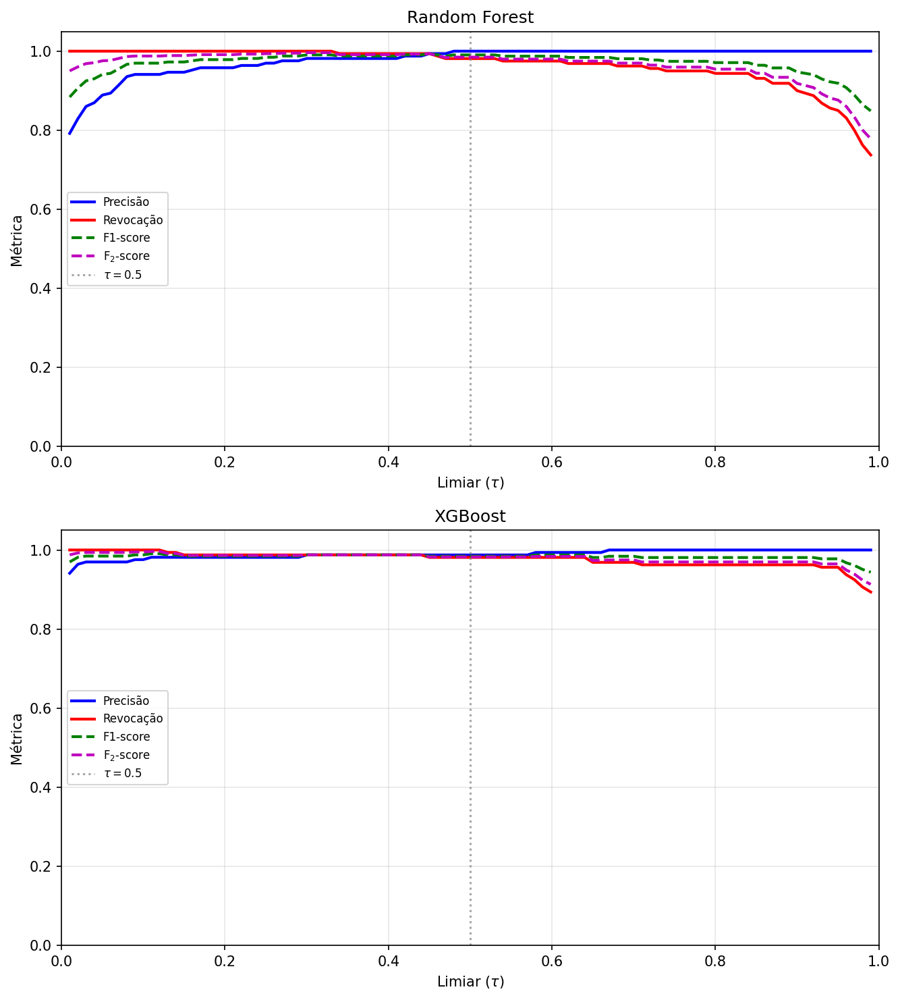 Random Forest
1.0
0.8
0.6
0.4
0.2
0.0
Métrica
Precisão
Revocação
F1-score
F₂-score
τ = 0.5
0.0 0.2 0.4 0.6 0.8 1.0
Limiar (τ)
XGBoost
1.0
0.8
0.6
0.4
0.2
0.0
Métrica
Precisão
Revocação
F1-score
F₂-score
τ = 0.5
0.0 0.2 0.4 0.6 0.8 1.0
Limiar (τ)